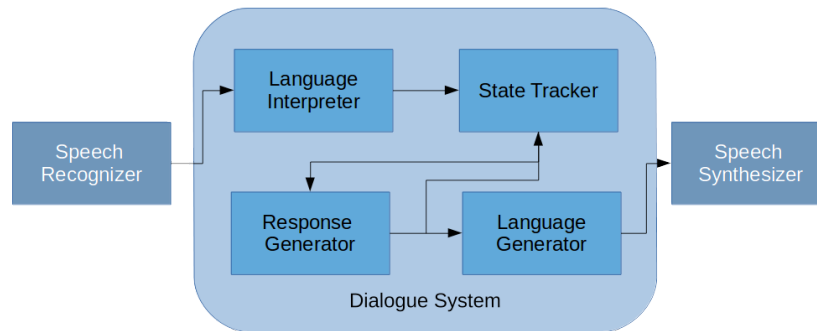 Language
Interpreter
State Tracker
Speech
Recognizer
Speech
Synthesizer
Response
Generator
Language
Generator
Dialogue System